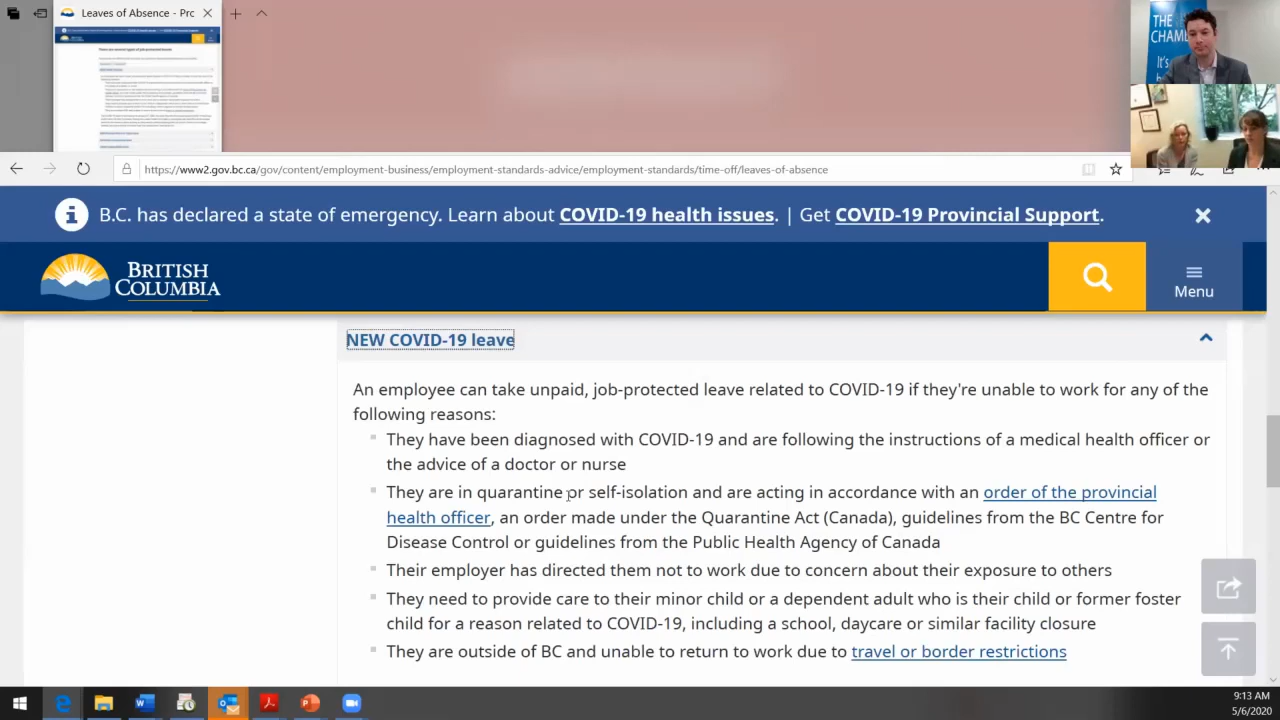 Leaves of Absence - Prc
THE
CHAM
It's
https://www2.gov.bc.ca/gov/content/employment-business/employment-standards-advice/employment-standards/time-off/leaves-of-absence
B.C. has declared a state of emergency. Learn about COVID-19 health issues. | Get COVID-19 Provincial Support.
BRITISH
COLUMBIA
Menu
NEW COVID-19 leave
An employee can take unpaid, job-protected leave related to COVID-19 if they're unable to work for any of the
following reasons:
They have been diagnosed with COVID-19 and are following the instructions of a medical health officer or
the advice of a doctor or nurse
They are in quarantine or self-isolation and are acting in accordance with an order of the provincial
health officer, an order made under the Quarantine Act (Canada), guidelines from the BC Centre for
Disease Control or guidelines from the Public Health Agency of Canada
Their employer has directed them not to work due to concern about their exposure to others
They need to provide care to their minor child or a dependent adult who is their child or former foster
child for a reason related to COVID-19, including a school, daycare or similar facility closure
They are outside of BC and unable to return to work due to travel or border restrictions
9:13 AM
5/6/2020